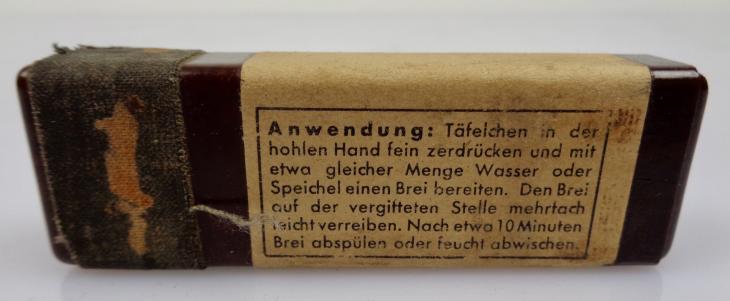 Anwendung: Täfelchen in der
hohlen Hand fein zerdrücken und mit
etwa gleicher Menge Wasser oder
Speichel einen Brei bereiten. Den Brei
auf der vergifteten Stelle mehrfach
leicht verreiben. Nach etwa 10 Minuten
Brei abspülen oder feucht abwischen.